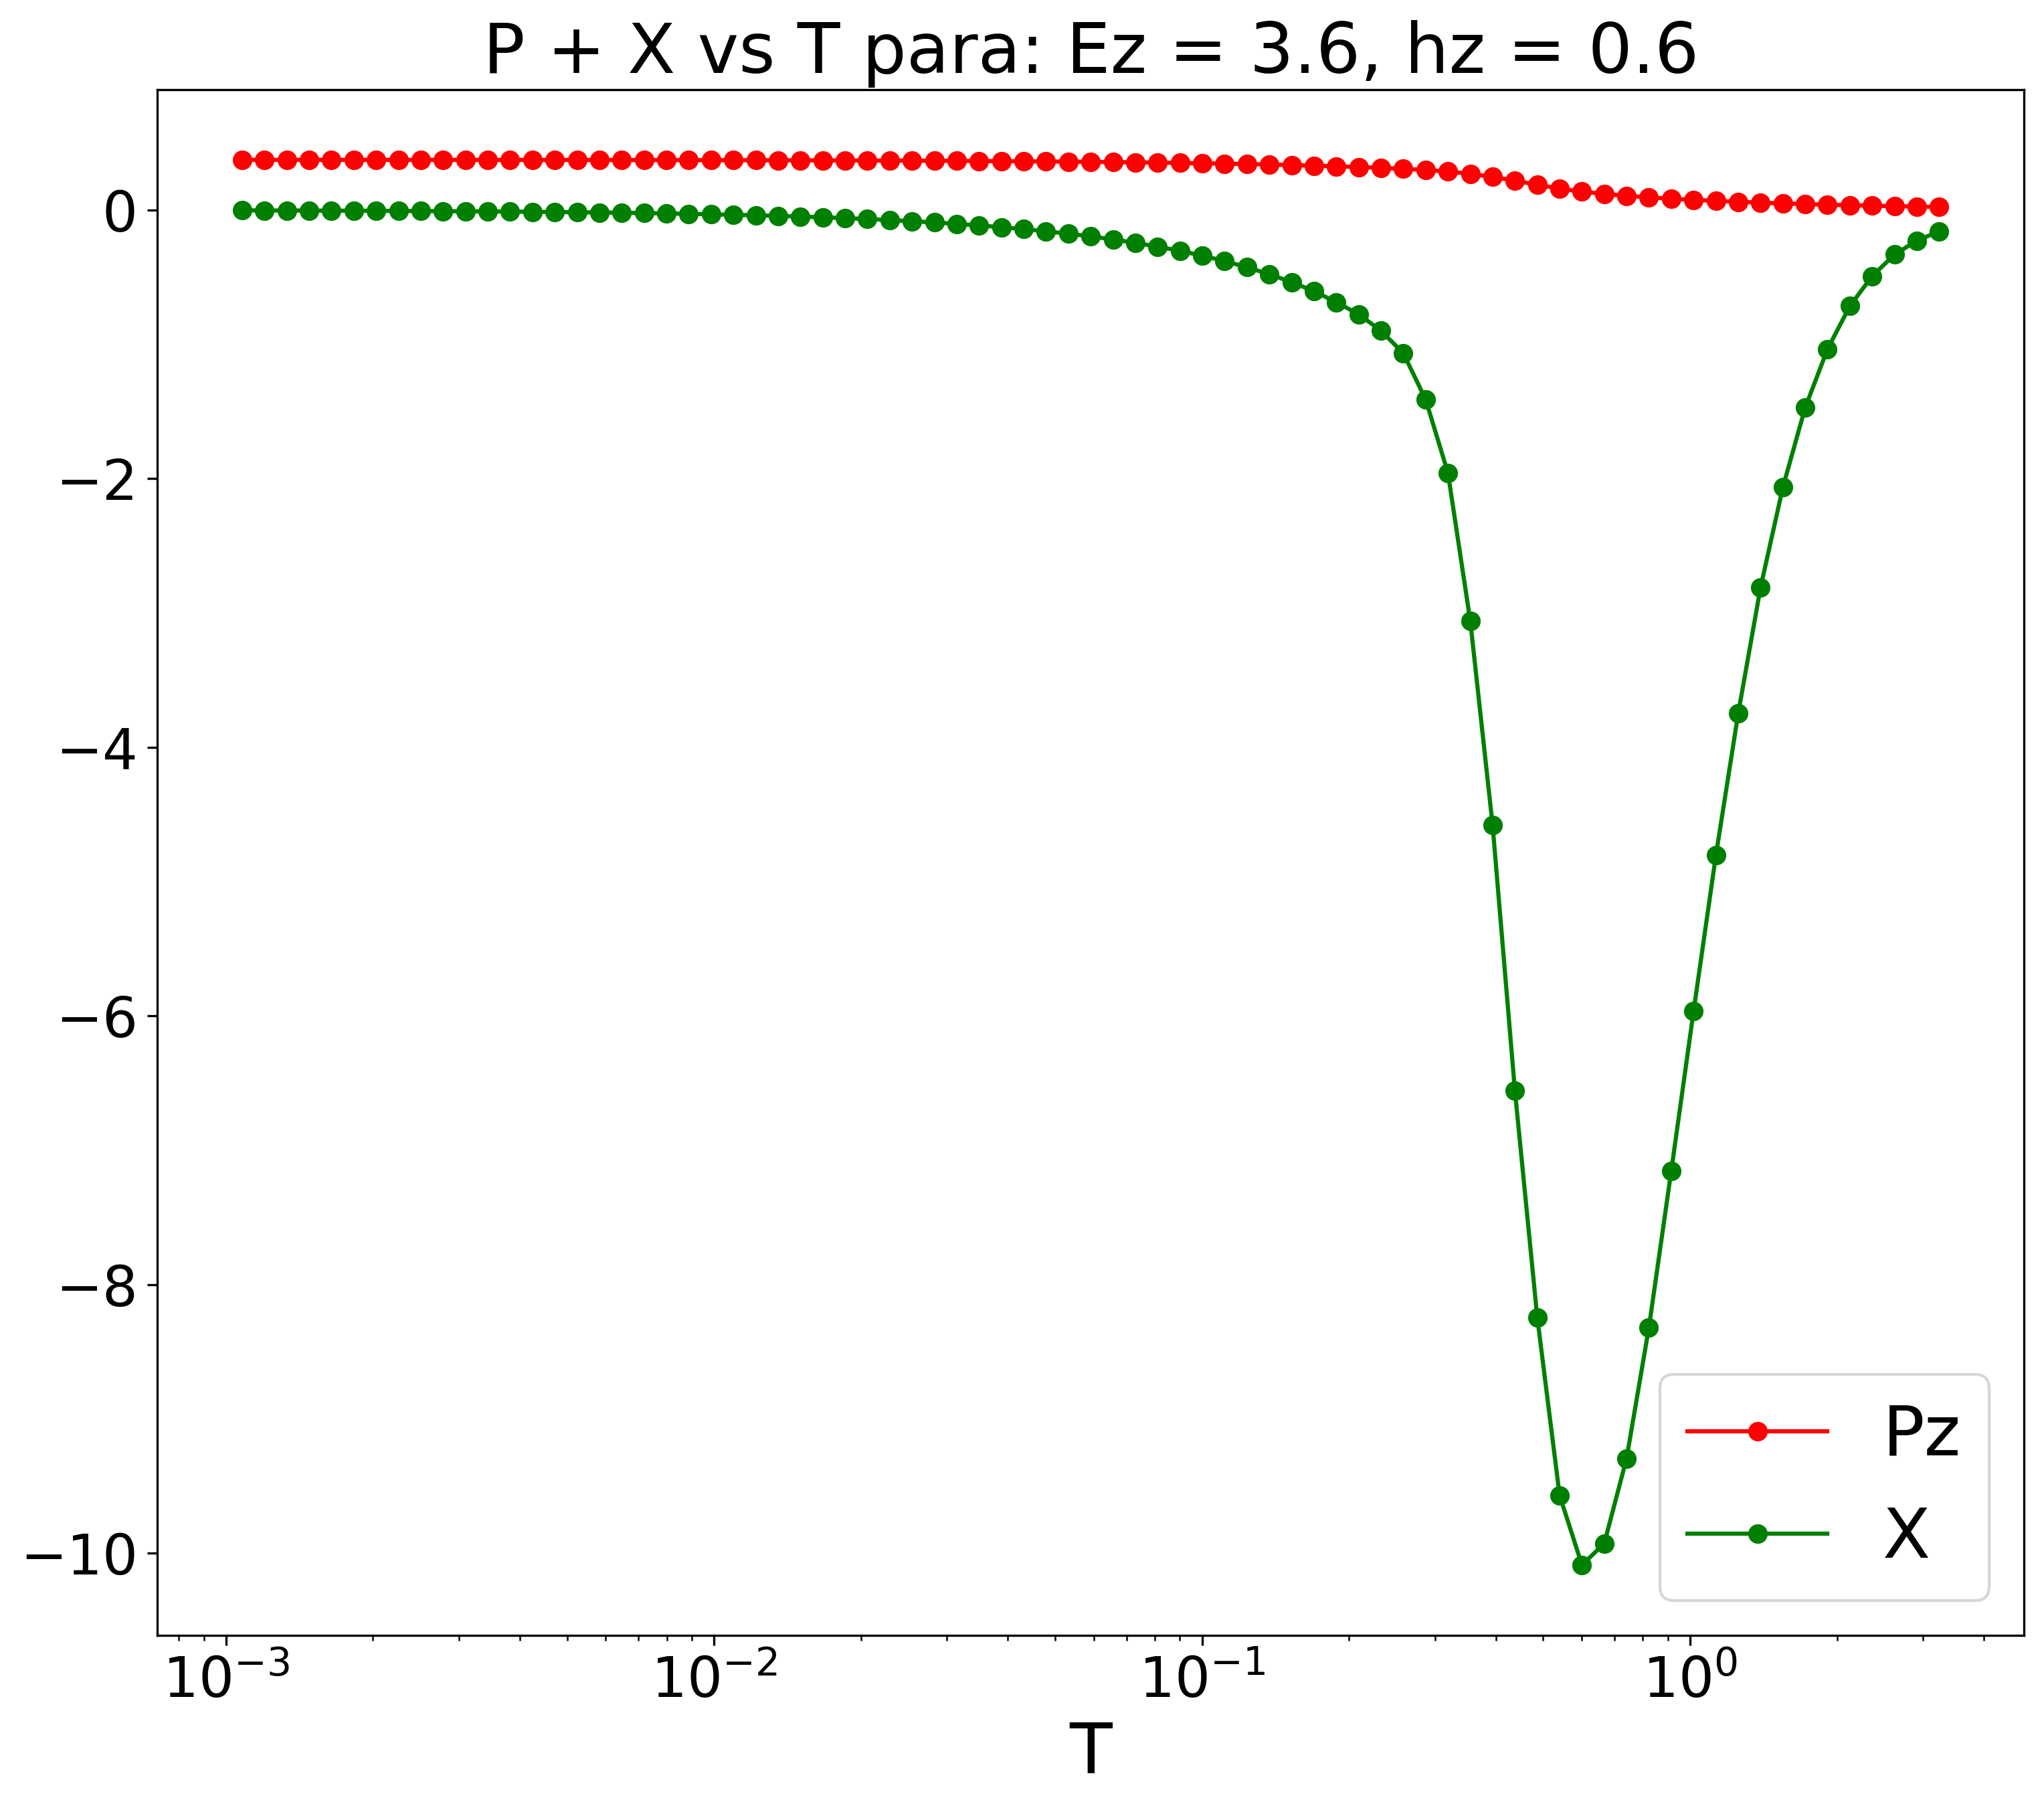 P + X vs T para: Ez = 3.6, hz = 0.6
0
−2
−4
−6
−8
−10
Pz
X
10⁻³ 10⁻² 10⁻¹ 10⁰
T